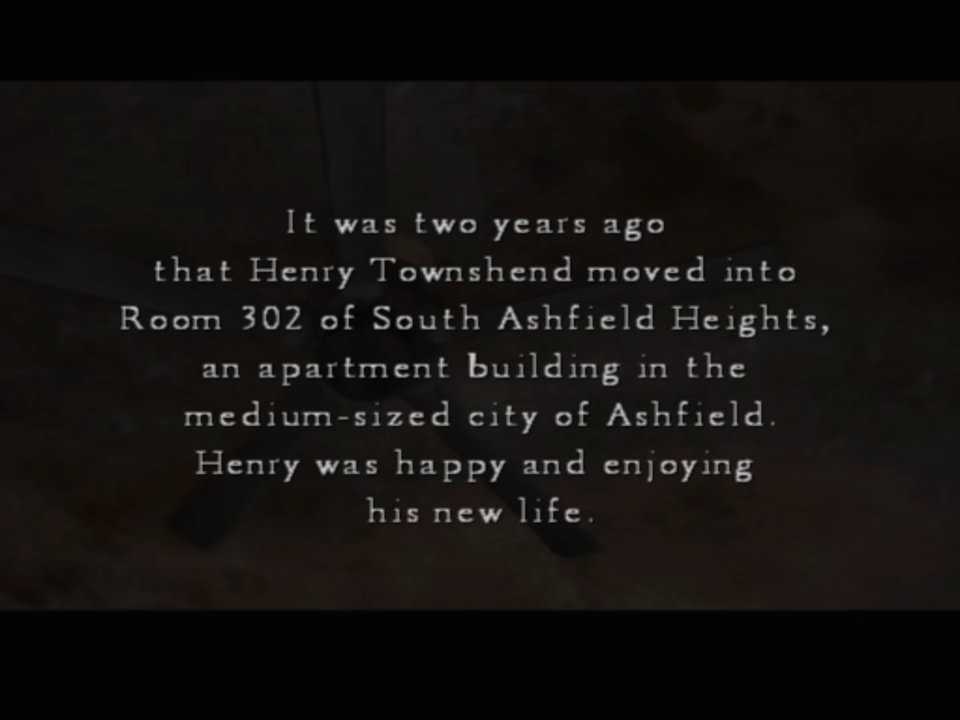 It was two years ago
that Henry Townshend moved into
Room 302 of South Ashfield Heights,
an apartment building in the
medium-sized city of Ashfield.
Henry was happy and enjoying
his new life.